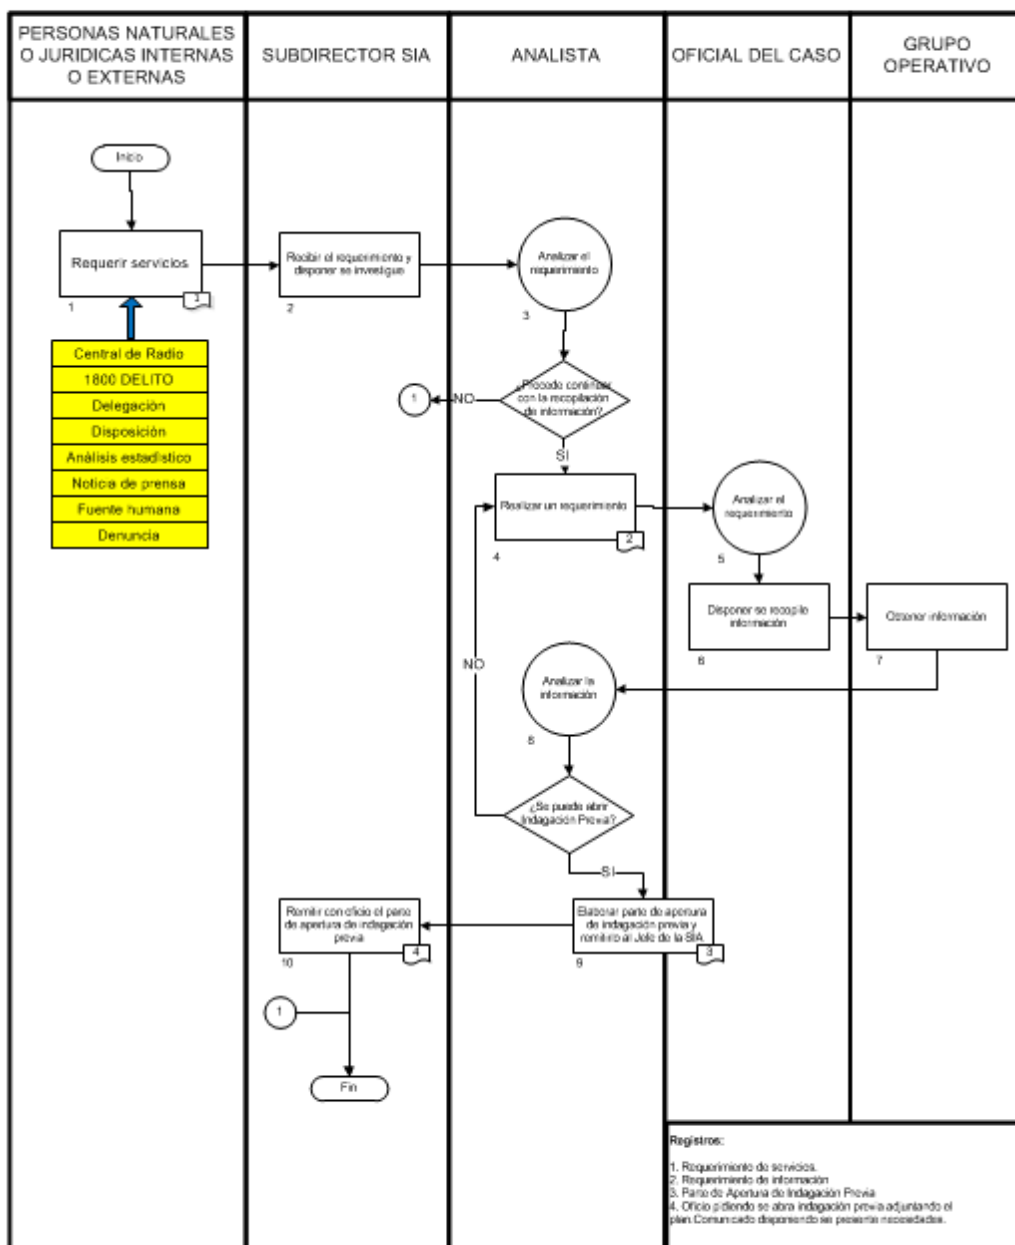 PERSONAS NATURALES
O JURIDICAS INTERNAS
O EXTERNAS
SUBDIRECTOR SIA
ANALISTA
OFICIAL DEL CASO
GRUPO
OPERATIVO
Inicio
Requerir servicios
1
1
Recibir el requerimiento y
disponer se investigue
2
Analizar el
requerimiento
3
Central de Radio
1800 DELITO
Delegación
Disposición
Análisis estadístico
Noticia de prensa
Fuente humana
Denuncia
¿Procede continuar
con la recopilación
de información?
NO
1
SI
Realizar un requerimiento
2
4
Analizar el
requerimiento
5
Disponer se recopile
información
6
Obtener información
7
NO
Analizar la
información
8
¿Se puede abrir
Indagación Previa?
SI
Elaborar parte de apertura
de indagación previa y
remitirlo al Jefe de la SIA
3
9
Remitir con oficio el parte
de apertura de indagación
previa
4
10
1
Fin
Registros:
1. Requerimiento de servicios.
2. Requerimiento de información
3. Parte de Apertura de Indagación Previa
4. Oficio pidiendo se abra indagación previa adjuntando el
plan.Comunicado disponiendo se presente necesidades.